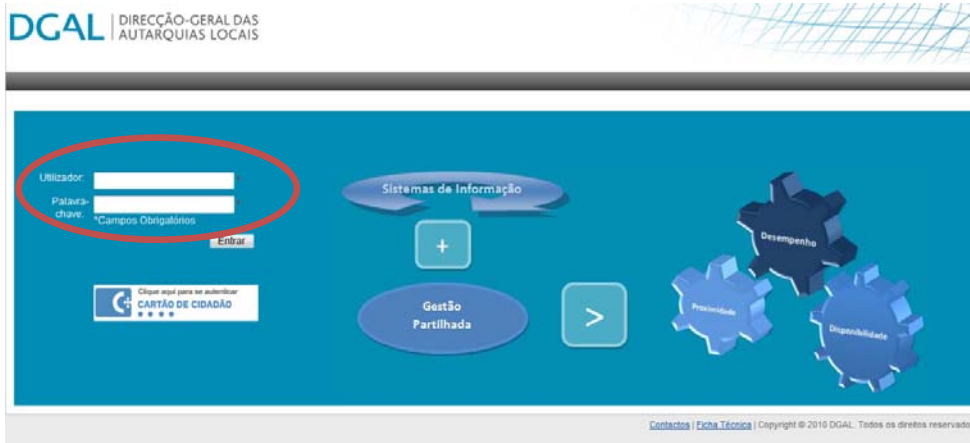 DGAL
DIRECÇÃO-GERAL DAS
AUTARQUIAS LOCAIS
Utilizador:
*
Palavra-
chave:
*
*Campos Obrigatórios
Entrar
Clique aqui para se autenticar
CARTÃO DE CIDADÃO
Sistemas de Informação
+
Gestão
Partilhada
>
Desempenho
Proximidade
Disponibilidade
Contactos | Ficha Técnica | Copyright © 2010 DGAL. Todos os direitos reservado